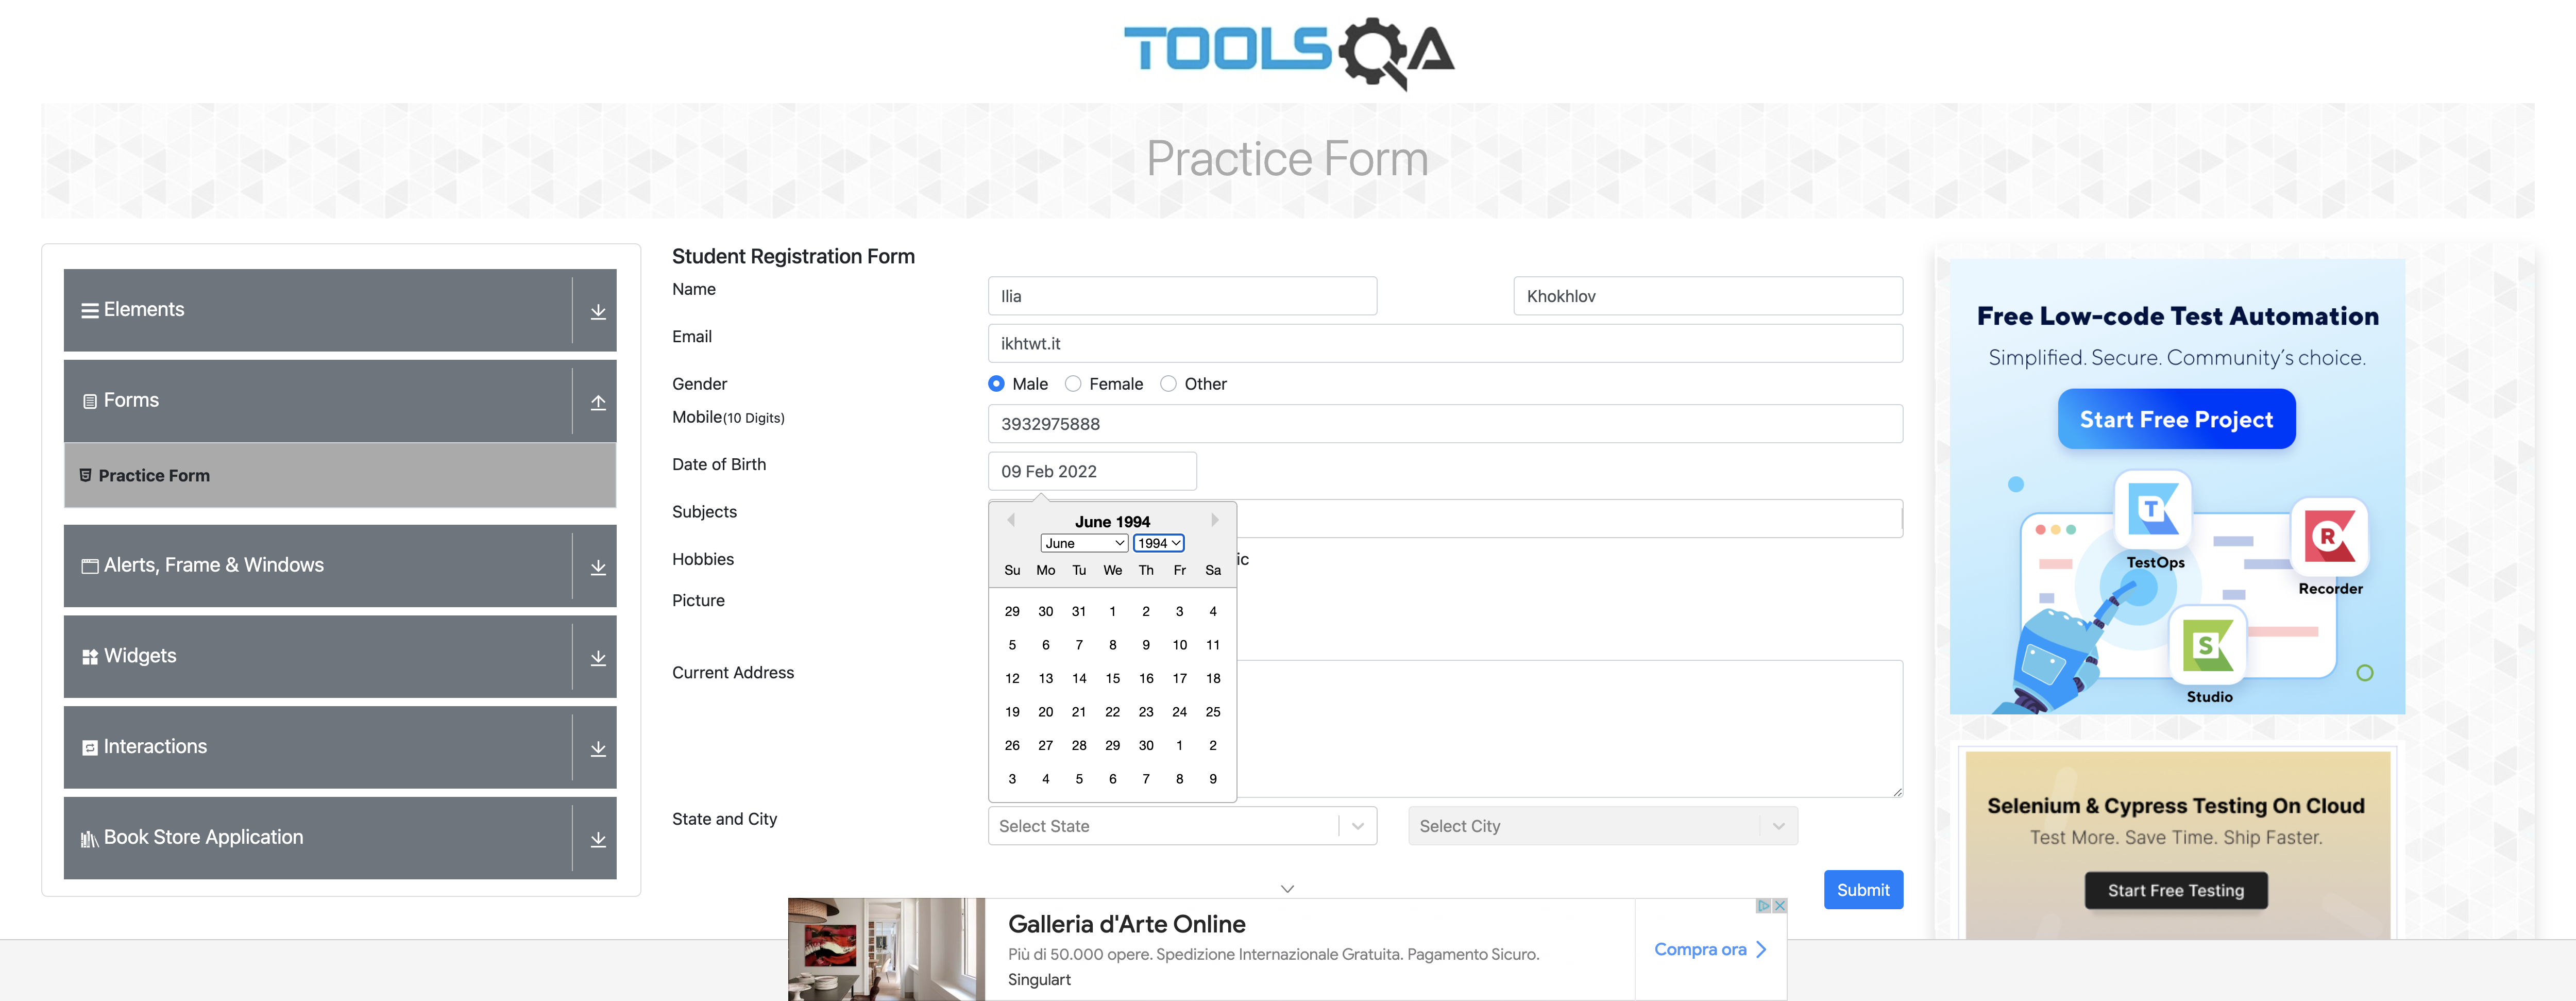 TOOLSQA
Practice Form
Elements
Forms
Practice Form
Alerts, Frame & Windows
Widgets
Interactions
Book Store Application
Student Registration Form
Name
Ilia
Khokhlov
Email
ikhtwt.it
Gender
Male
Female
Other
Mobile(10 Digits)
3932975888
Date of Birth
09 Feb 2022
June 1994
June
1994
Su Mo Tu We Th Fr Sa
29 30 31 1 2 3 4
5 6 7 8 9 10 11
12 13 14 15 16 17 18
19 20 21 22 23 24 25
26 27 28 29 30 1 2
3 4 5 6 7 8 9
Subjects
Hobbies
ic
Picture
Current Address
State and City
Select State
Select City
Submit
Free Low-code Test Automation
Simplified. Secure. Community's choice.
Start Free Project
T
TestOps
R
Recorder
S
Studio
Selenium & Cypress Testing On Cloud
Test More. Save Time. Ship Faster.
Start Free Testing
Galleria d'Arte Online
Più di 50.000 opere. Spedizione Internazionale Gratuita. Pagamento Sicuro.
Singulart
Compra ora